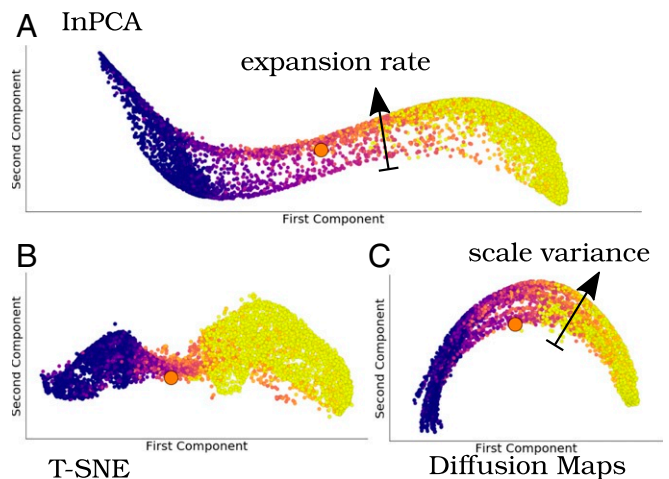 A
InPCA
expansion rate
Second Component
First Component
B
C
scale variance
Second Component
First Component
Second Component
First Component
T-SNE
Diffusion Maps